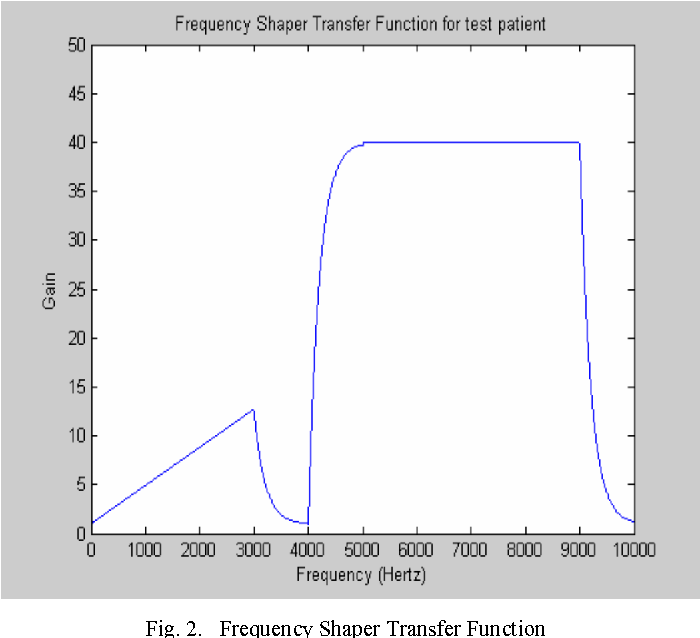 Frequency Shaper Transfer Function for test patient
50
45
40
35
30
25
20
15
10
5
0
Gain
0 1000 2000 3000 4000 5000 6000 7000 8000 9000 10000
Frequency (Hertz)
Fig. 2. Frequency Shaper Transfer Function